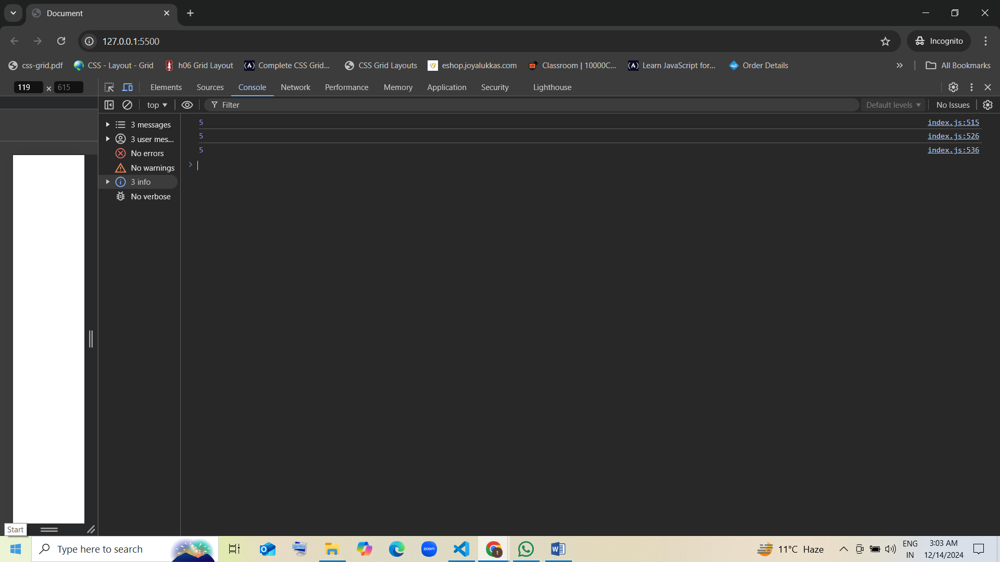 Document
127.0.0.1:5500
Incognito
css-grid.pdf CSS - Layout - Grid h06 Grid Layout Complete CSS Grid... CSS Grid Layouts eshop.joyalukkas.com Classroom | 10000C... Learn JavaScript for... Order Details All Bookmarks
119 × 615 Elements Sources Console Network Performance Memory Application Security Lighthouse
top Filter Default levels No Issues
3 messages
3 user mes...
No errors
No warnings
3 info
No verbose
5 index.js:515
5 index.js:526
5 index.js:536
Start
Type here to search
zoom
11°C Haze
ENG
IN
3:03 AM
12/14/2024